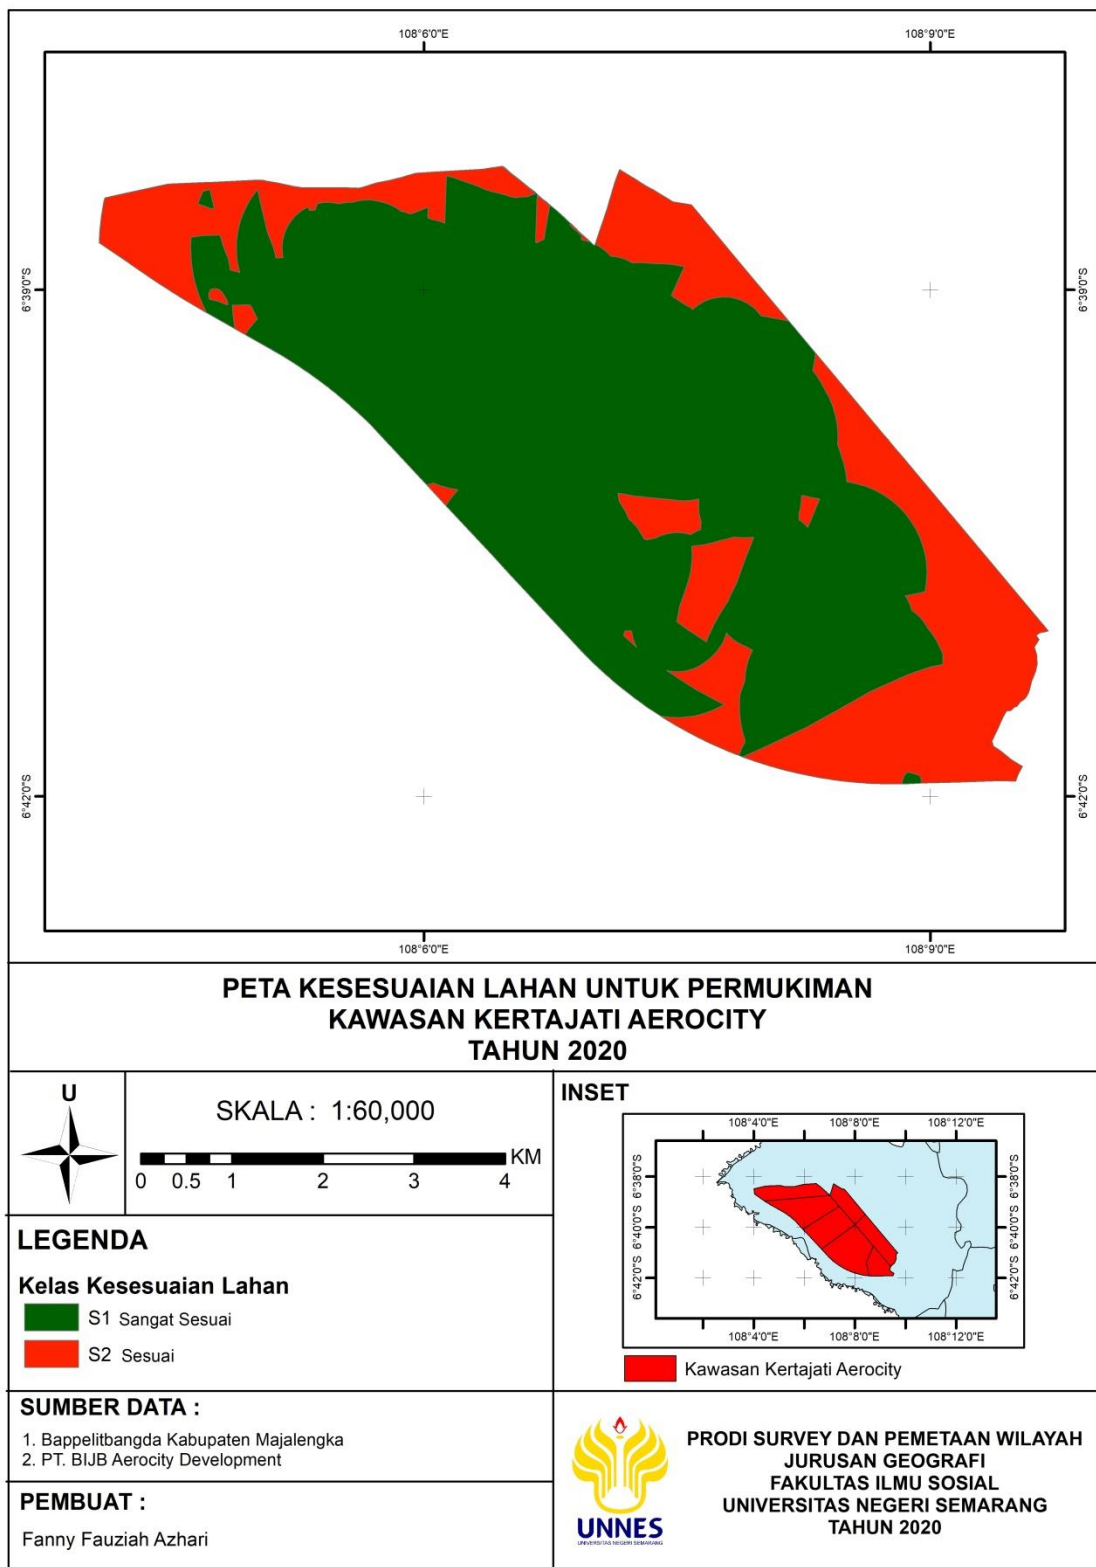 108°6'0"E
108°9'0"E
6°39'0"S
6°39'0"S
6°42'0"S
6°42'0"S
108°6'0"E
108°9'0"E
PETA KESESUAIAN LAHAN UNTUK PERMUKIMAN
KAWASAN KERTAJATI AEROCITY
TAHUN 2020
U
SKALA : 1:60,000
KM
0 0.5 1 2 3 4
INSET
108°4'0"E 108°8'0"E 108°12'0"E
6°38'0"S
6°38'0"S
6°40'0"S
6°40'0"S
6°42'0"S
6°42'0"S
108°4'0"E 108°8'0"E 108°12'0"E
Kawasan Kertajati Aerocity
LEGENDA
Kelas Kesesuaian Lahan
S1 Sangat Sesuai
S2 Sesuai
SUMBER DATA :
1. Bappelitbangda Kabupaten Majalengka
2. PT. BIJB Aerocity Development
PEMBUAT :
Fanny Fauziah Azhari
UNNES
UNIVERSITAS NEGERI SEMARANG
PRODI SURVEY DAN PEMETAAN WILAYAH
JURUSAN GEOGRAFI
FAKULTAS ILMU SOSIAL
UNIVERSITAS NEGERI SEMARANG
TAHUN 2020